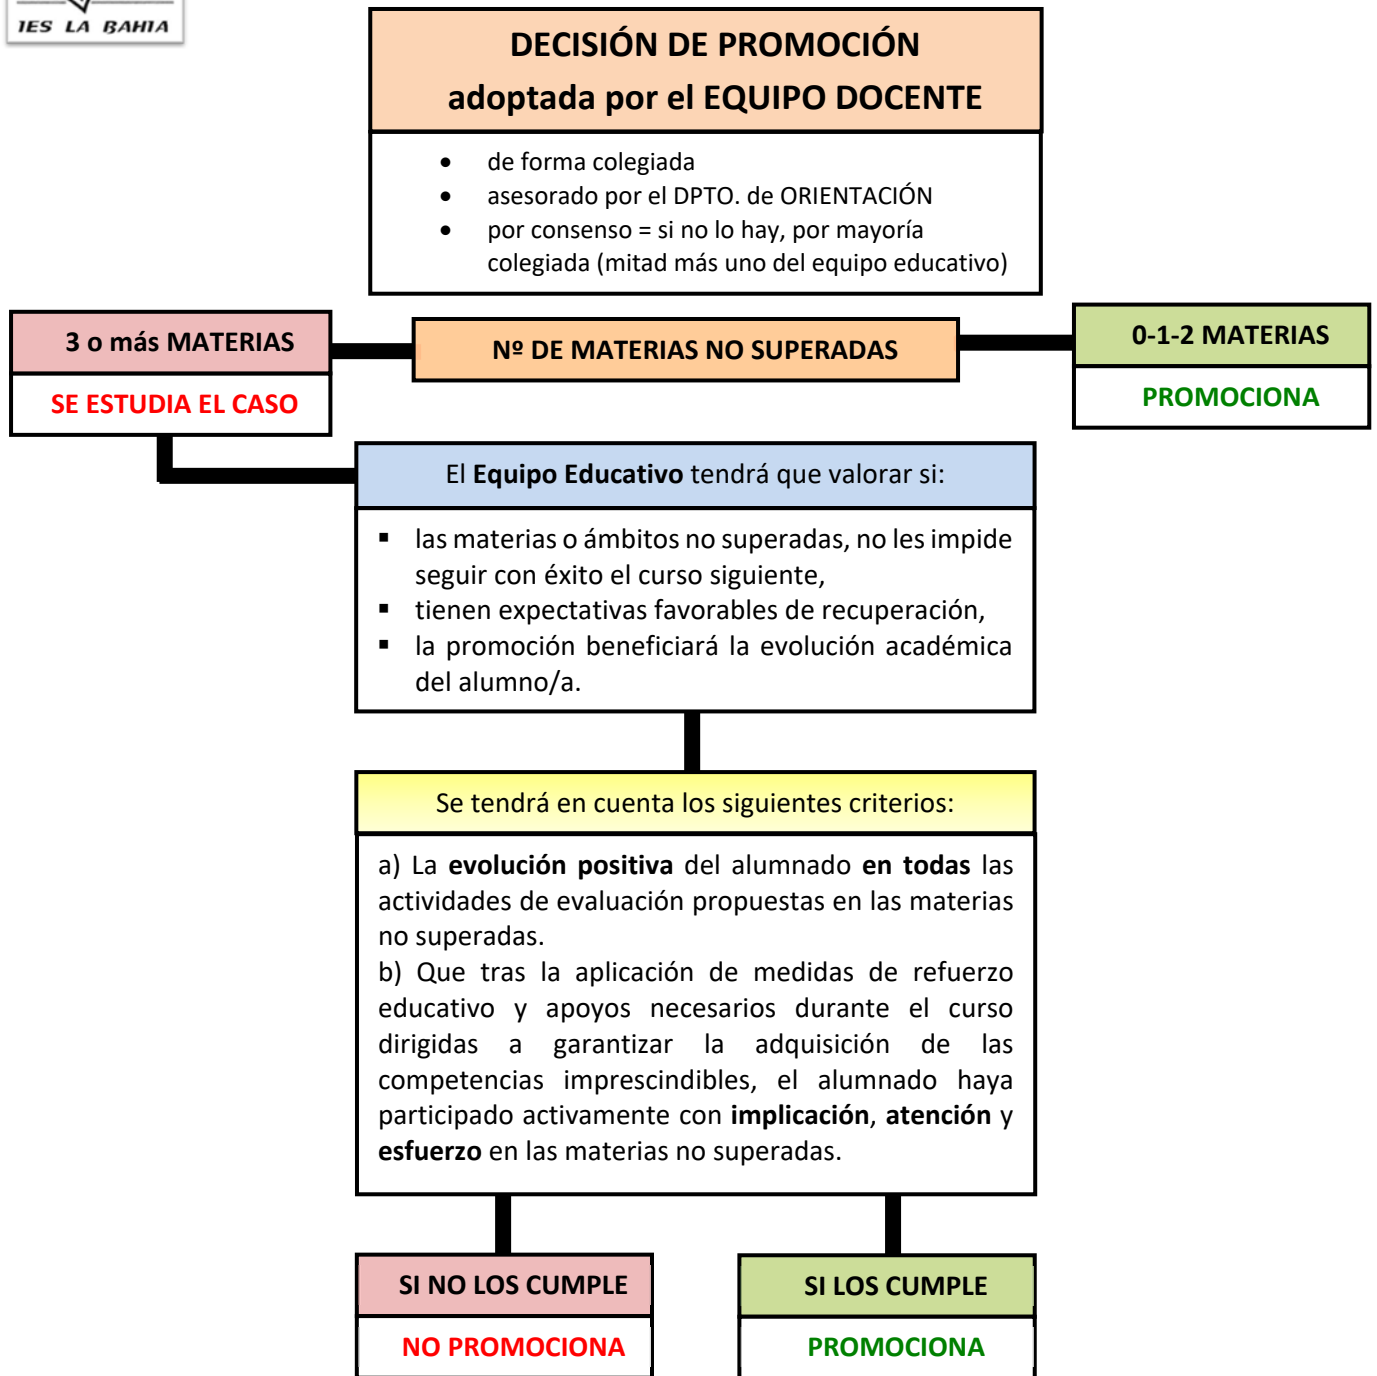 IES LA BAHIA
DECISIÓN DE PROMOCIÓN
adoptada por el EQUIPO DOCENTE
• de forma colegiada
• asesorado por el DPTO. de ORIENTACIÓN
• por consenso = si no lo hay, por mayoría
colegiada (mitad más uno del equipo educativo)
3 o más MATERIAS
SE ESTUDIA EL CASO
Nº DE MATERIAS NO SUPERADAS
0-1-2 MATERIAS
PROMOCIONA
El Equipo Educativo tendrá que valorar si:
▪ las materias o ámbitos no superadas, no les impide
seguir con éxito el curso siguiente,
▪ tienen expectativas favorables de recuperación,
▪ la promoción beneficiará la evolución académica
del alumno/a.
Se tendrá en cuenta los siguientes criterios:
a) La evolución positiva del alumnado en todas las
actividades de evaluación propuestas en las materias
no superadas.
b) Que tras la aplicación de medidas de refuerzo
educativo y apoyos necesarios durante el curso
dirigidas a garantizar la adquisición de las
competencias imprescindibles, el alumnado haya
participado activamente con implicación, atención y
esfuerzo en las materias no superadas.
SI NO LOS CUMPLE
NO PROMOCIONA
SI LOS CUMPLE
PROMOCIONA